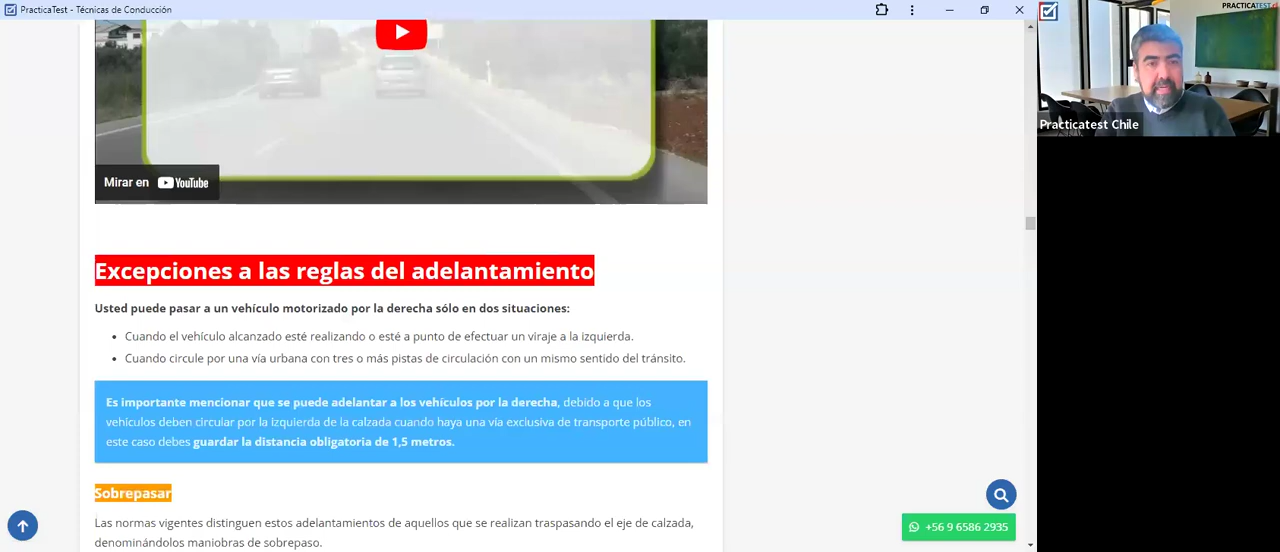 PracticaTest - Técnicas de Conducción
PRACTICATEST
Practicatest Chile
Mirar en YouTube
Excepciones a las reglas del adelantamiento
Usted puede pasar a un vehículo motorizado por la derecha sólo en dos situaciones:
• Cuando el vehículo alcanzado esté realizando o esté a punto de efectuar un viraje a la izquierda.
• Cuando circule por una vía urbana con tres o más pistas de circulación con un mismo sentido del tránsito.
Es importante mencionar que se puede adelantar a los vehículos por la derecha, debido a que los
vehículos deben circular por la izquierda de la calzada cuando haya una vía exclusiva de transporte público, en
este caso debes guardar la distancia obligatoria de 1,5 metros.
Sobrepasar
Las normas vigentes distinguen estos adelantamientos de aquellos que se realizan traspasando el eje de calzada,
denominándolos maniobras de sobrepaso.
+56 9 6586 2935